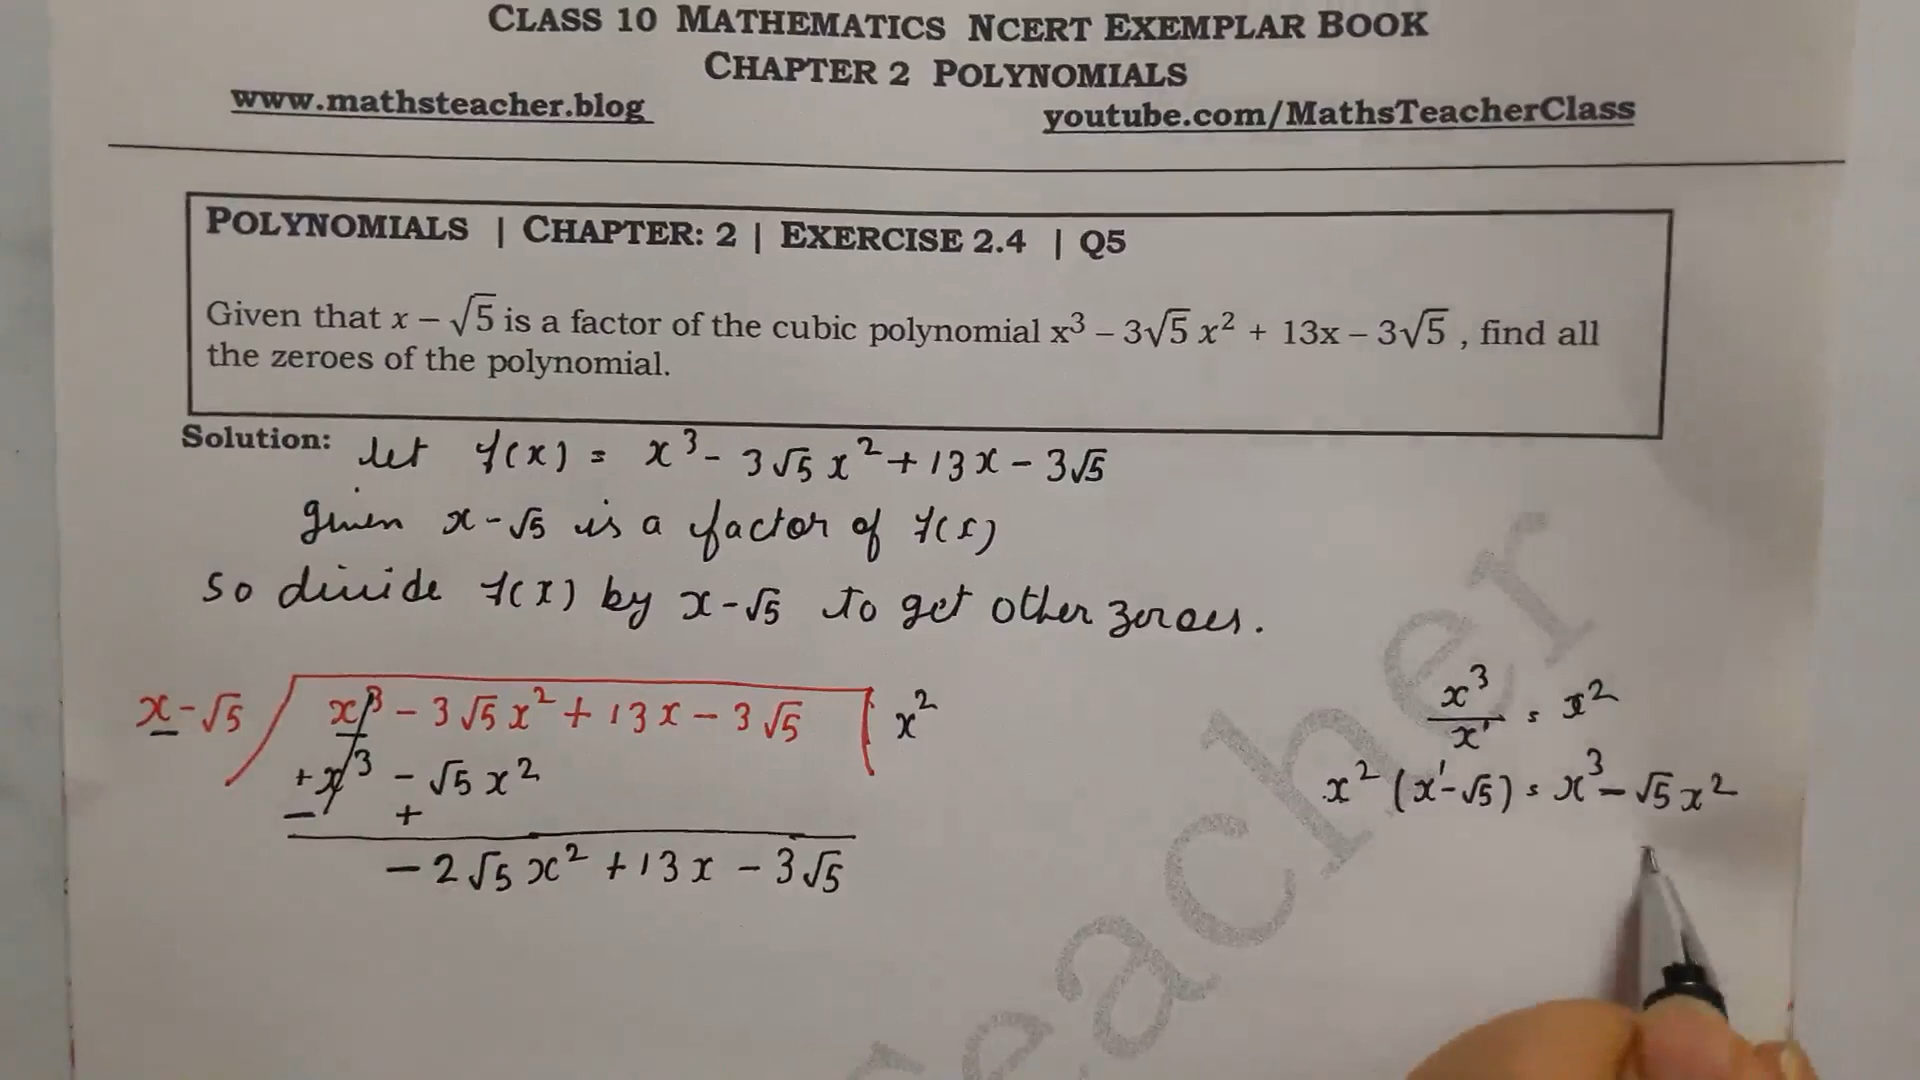 CLASS 10 MATHEMATICS NCERT EXEMPLAR BOOK
CHAPTER 2 POLYNOMIALS
www.mathsteacher.blog youtube.com/MathsTeacherClass
POLYNOMIALS | CHAPTER: 2 | EXERCISE 2.4 | Q5
Given that x – √5 is a factor of the cubic polynomial x³ – 3√5 x² + 13x – 3√5 , find all
the zeroes of the polynomial.
Solution: let f(x) = x³ - 3√5 x² + 13x - 3√5
given x - √5 is a factor of f(x)
so divide f(x) by x - √5 to get other zeroes.
x - √5 x³ - 3√5 x² + 13x - 3√5 x²
+x³ - √5 x²
- +
- 2√5 x² + 13x - 3√5
x³/x¹ = x²
x² (x¹ - √5) = x³ - √5 x²
eacher